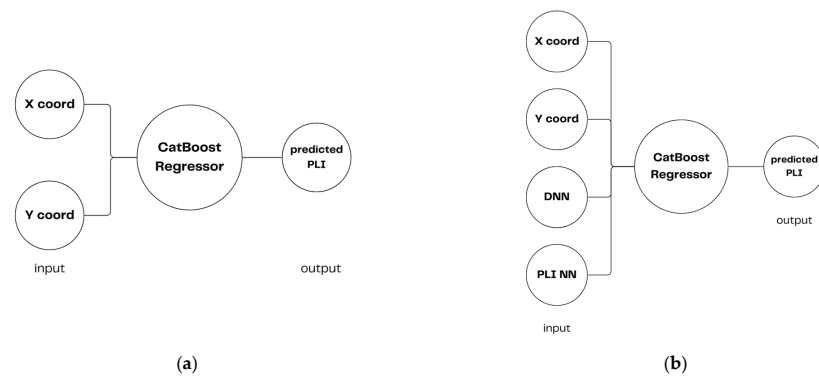 X coord
Y coord
input
CatBoost
Regressor
predicted
PLI
output
(a)
X coord
Y coord
DNN
PLI NN
input
CatBoost
Regressor
predicted
PLI
output
(b)